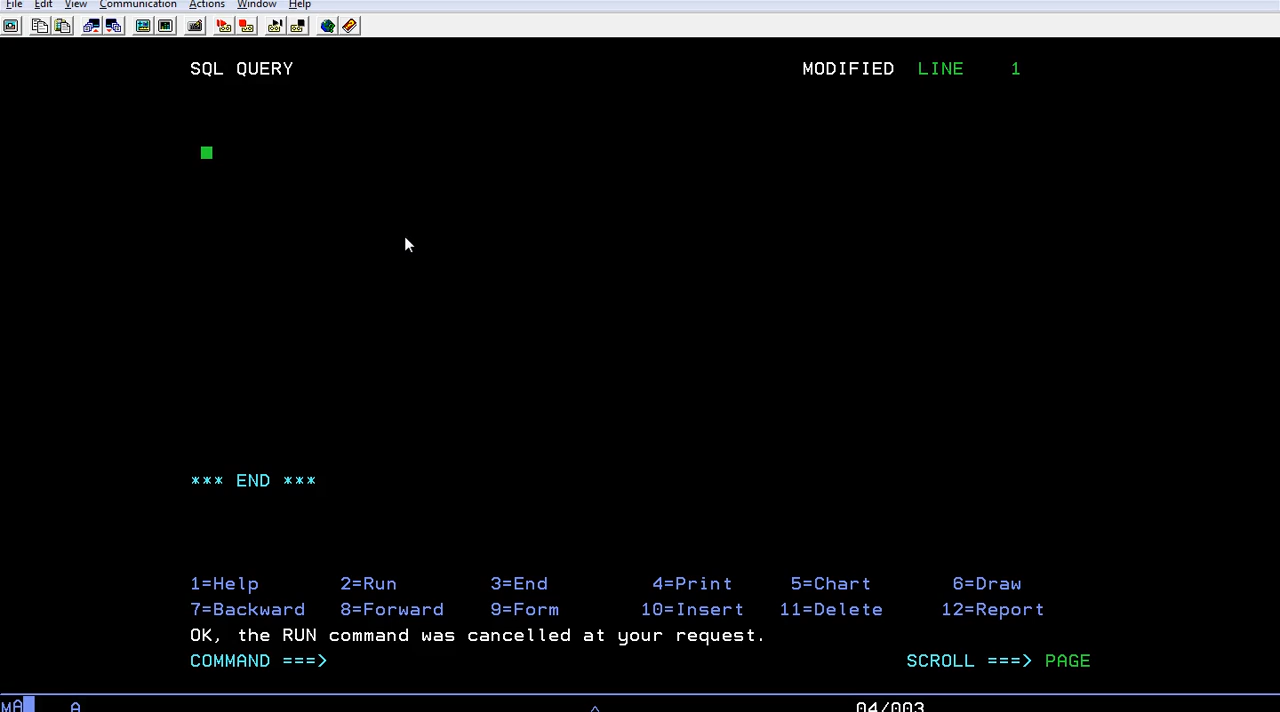 File Edit View Communication Actions Window Help
SQL QUERY MODIFIED LINE 1
*** END ***
1=Help 2=Run 3=End 4=Print 5=Chart 6=Draw
7=Backward 8=Forward 9=Form 10=Insert 11=Delete 12=Report
OK, the RUN command was cancelled at your request.
COMMAND ===> SCROLL ===> PAGE
MA A ^ 04/003